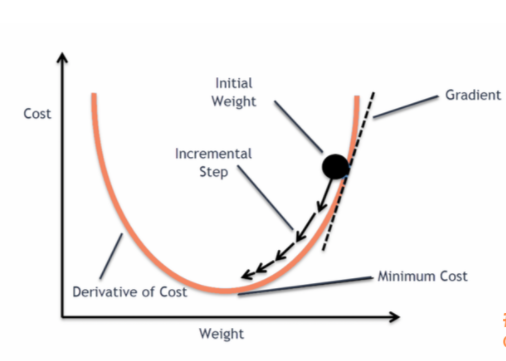 Initial
Weight
Gradient
Cost
Incremental
Step
Minimum Cost
Derivative of Cost
Weight